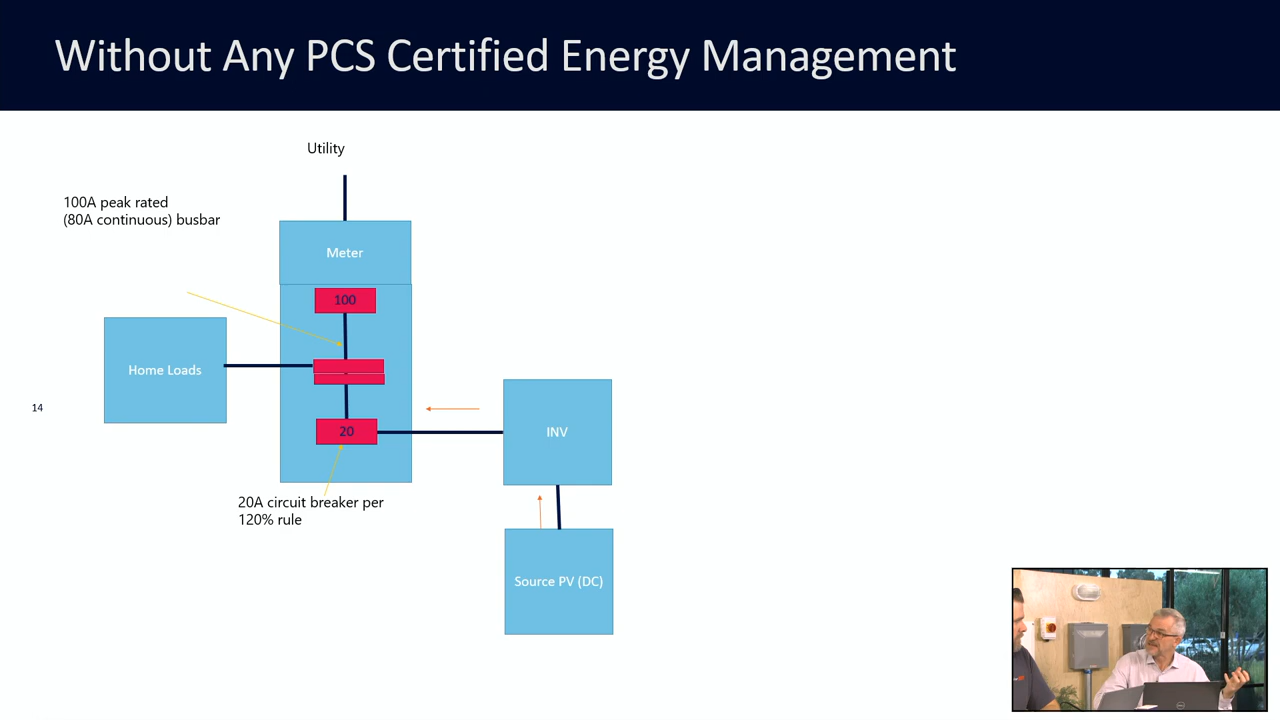 Without Any PCS Certified Energy Management
Utility
100A peak rated
(80A continuous) busbar
Meter
100
Home Loads
14
20
INV
20A circuit breaker per
120% rule
Source PV (DC)